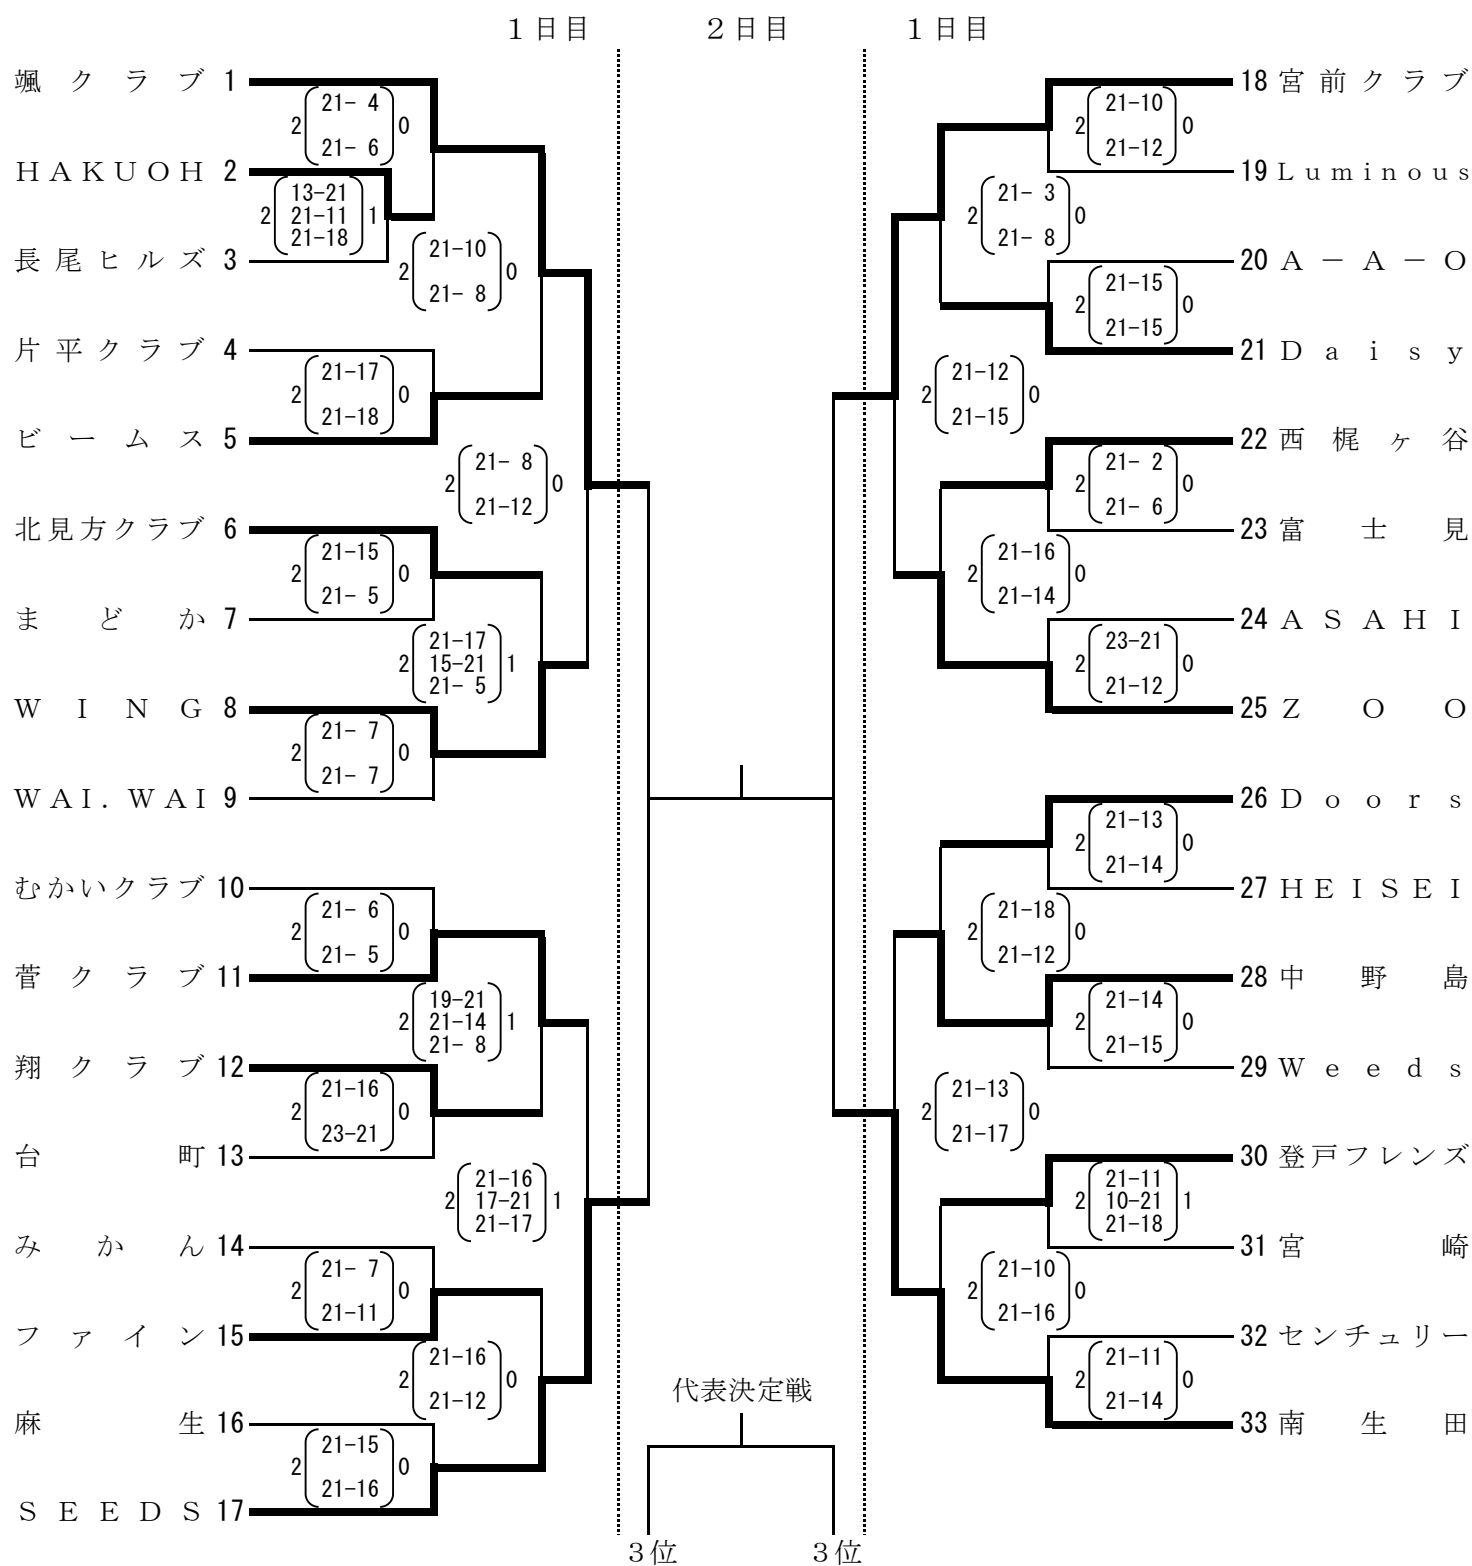 １日目 ２日目 １日目
颯クラブ 1
21- 4
2 0
21- 6
HAKUOH 2
13-21
2 21-11 1
21-18
長尾ヒルズ 3
21-10
2 0
21- 8
片平クラブ 4
21-17
2 0
21-18
ビームス 5
21- 8
2 0
21-12
北見方クラブ 6
21-15
2 0
21- 5
まどか 7
21-17
2 15-21 1
21- 5
WING 8
21- 7
2 0
21- 7
WAI.WAI 9
むかいクラブ 10
21- 6
2 0
21- 5
菅クラブ 11
19-21
2 21-14 1
21- 8
翔クラブ 12
21-16
2 0
23-21
台町 13
21-16
2 17-21 1
21-17
みかん 14
21- 7
2 0
21-11
ファイン 15
21-16
2 0
21-12
麻生 16
21-15
2 0
21-16
SEEDS 17
18 宮前クラブ
21-10
2 0
21-12
19 Luminous
21- 3
2 0
21- 8
20 A－A－O
21-15
2 0
21-15
21 Daisy
21-12
2 0
21-15
22 西梶ヶ谷
21- 2
2 0
21- 6
23 富士見
21-16
2 0
21-14
24 ASAHI
23-21
2 0
21-12
25 ZOO
26 Doors
21-13
2 0
21-14
27 HEISEI
21-18
2 0
21-12
28 中野島
21-14
2 0
21-15
29 Weeds
21-13
2 0
21-17
30 登戸フレンズ
21-11
2 10-21 1
21-18
31 宮崎
21-10
2 0
21-16
32 センチュリー
21-11
2 0
21-14
33 南生田
代表決定戦
３位 ３位